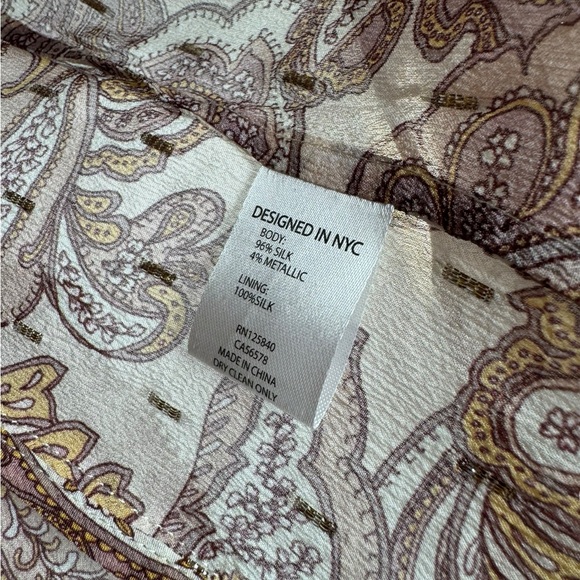 DESIGNED IN NYC
BODY:
96% SILK
4% METALLIC
LINING:
100%SILK
RN125840
CA56578
MADE IN CHINA
DRY CLEAN ONLY